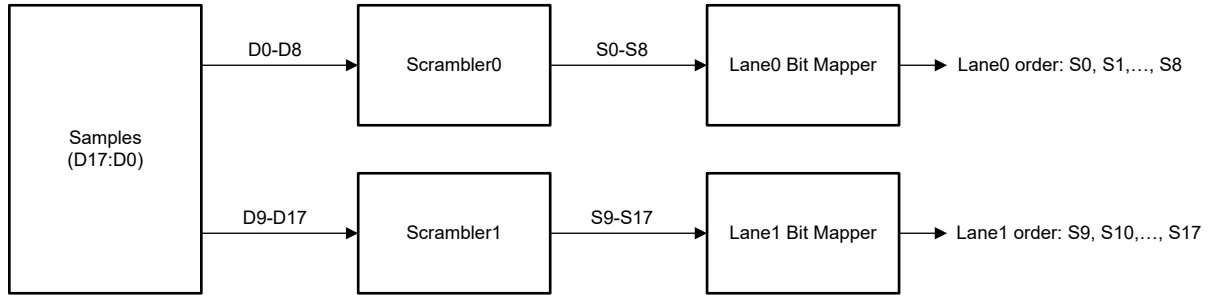 Samples
(D17:D0)
D0-D8
Scrambler0
S0-S8
Lane0 Bit Mapper
Lane0 order: S0, S1,…, S8
D9-D17
Scrambler1
S9-S17
Lane1 Bit Mapper
Lane1 order: S9, S10,…, S17